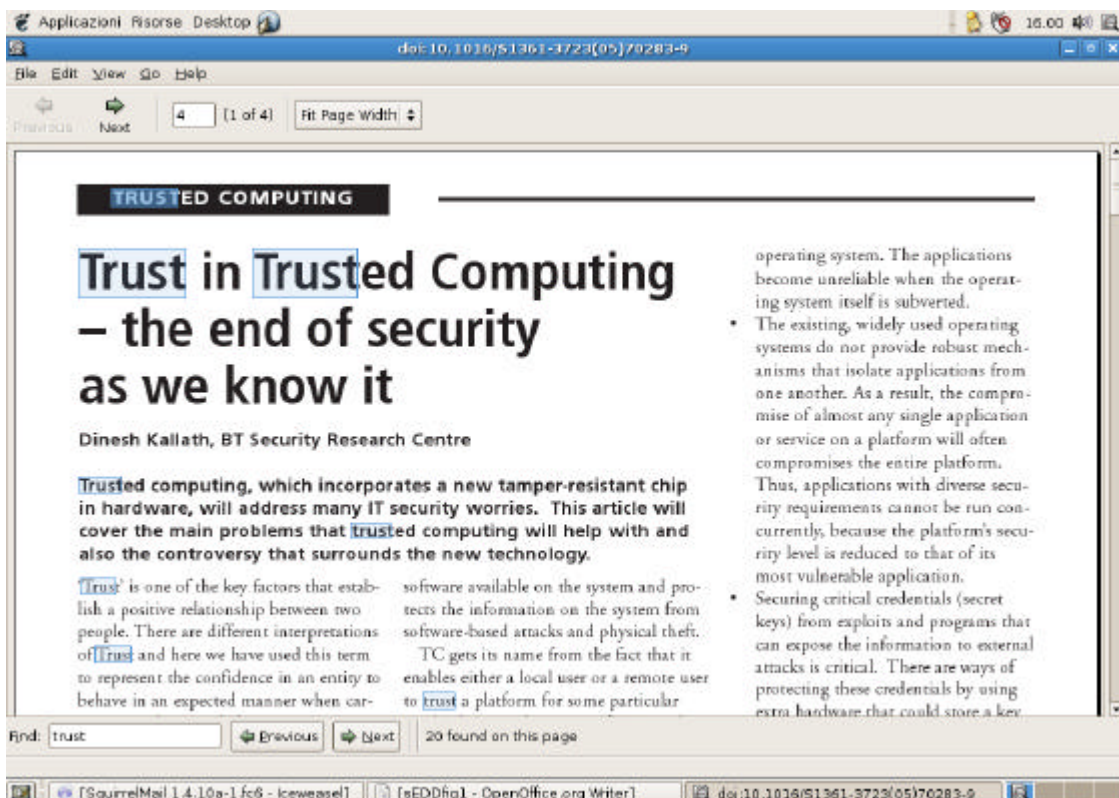 Applicazioni Risorse Desktop 16.00
doi:10.1016/S1361-3723(05)70283-9
File Edit View Go Help
Previous Next 4 (1 of 4) Fit Page Width
TRUSTED COMPUTING
Trust in Trusted Computing
– the end of security
as we know it
Dinesh Kallath, BT Security Research Centre
Trusted computing, which incorporates a new tamper-resistant chip
in hardware, will address many IT security worries. This article will
cover the main problems that trusted computing will help with and
also the controversy that surrounds the new technology.
'Trust' is one of the key factors that estab-
lish a positive relationship between two
people. There are different interpretations
of Trust and here we have used this term
to represent the confidence in an entity to
behave in an expected manner when car-
software available on the system and pro-
tects the information on the system from
software-based attacks and physical theft.
TC gets its name from the fact that it
enables either a local user or a remote user
to trust a platform for some particular
operating system. The applications
become unreliable when the operat-
ing system itself is subverted.
• The existing, widely used operating
systems do not provide robust mech-
anisms that isolate applications from
one another. As a result, the compro-
mise of almost any single application
or service on a platform will often
compromises the entire platform.
Thus, applications with diverse secu-
rity requirements cannot be run con-
currently, because the platform's secu-
rity level is reduced to that of its
most vulnerable application.
• Securing critical credentials (secret
keys) from exploits and programs that
can expose the information to external
attacks is critical. There are ways of
protecting these credentials by using
extra hardware that could store a key
Find: trust Previous Next 20 found on this page
[SquirrelMail 1.4.10a-1.fc6 - Iceweasel] [sEDDfig1 - OpenOffice.org Writer] doi:10.1016/S1361-3723(05)70283-9